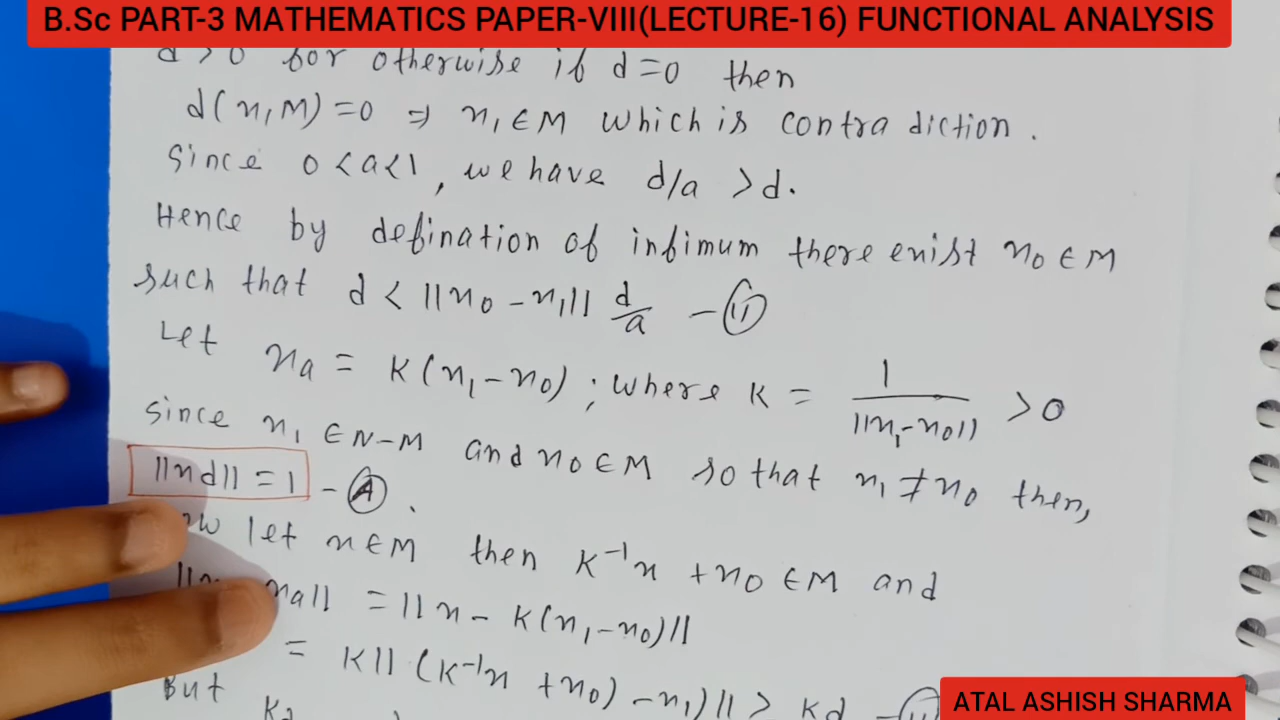 B.Sc PART-3 MATHEMATICS PAPER-VIII(LECTURE-16) FUNCTIONAL ANALYSIS
d > 0 for otherwise if d=0 then
d(x,M)=0 ⇒ x₁∈M which is contradiction.
Since 0<a<1, we have d/a >d.
Hence by defination of infimum there exist x₀∈M
such that d < ||x₀-x₁|| d/a -(ii)
Let xa = K(x₁-x₀); where K = 1/||x₁-x₀|| >0
since x₁ ∈N-M and x₀∈M so that x₁≠x₀ then,
||xd||=1 -(A).
let x∈M then K⁻¹x +x₀∈M and
xa|| = ||x- K(x₁-x₀)||
= K||(K⁻¹x +x₀) -x₁)|| > Kd
But
ATAL ASHISH SHARMA